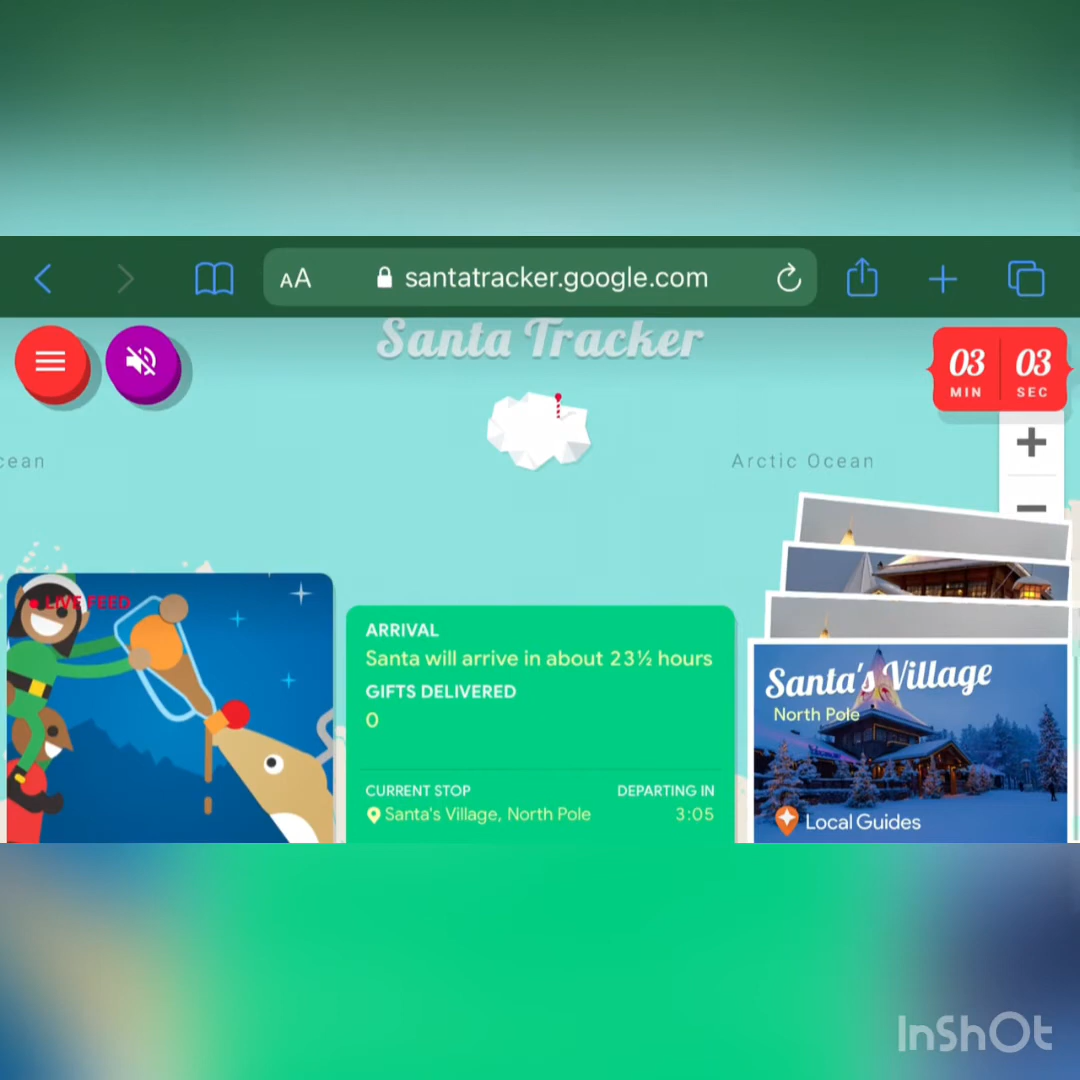 AA santatracker.google.com
Santa Tracker
03 03
MIN SEC
cean
Arctic Ocean
LIVE FEED
ARRIVAL
Santa will arrive in about 23½ hours
GIFTS DELIVERED
0
CURRENT STOP DEPARTING IN
Santa's Village, North Pole 3:05
Santa's Village
North Pole
Local Guides
InShOt